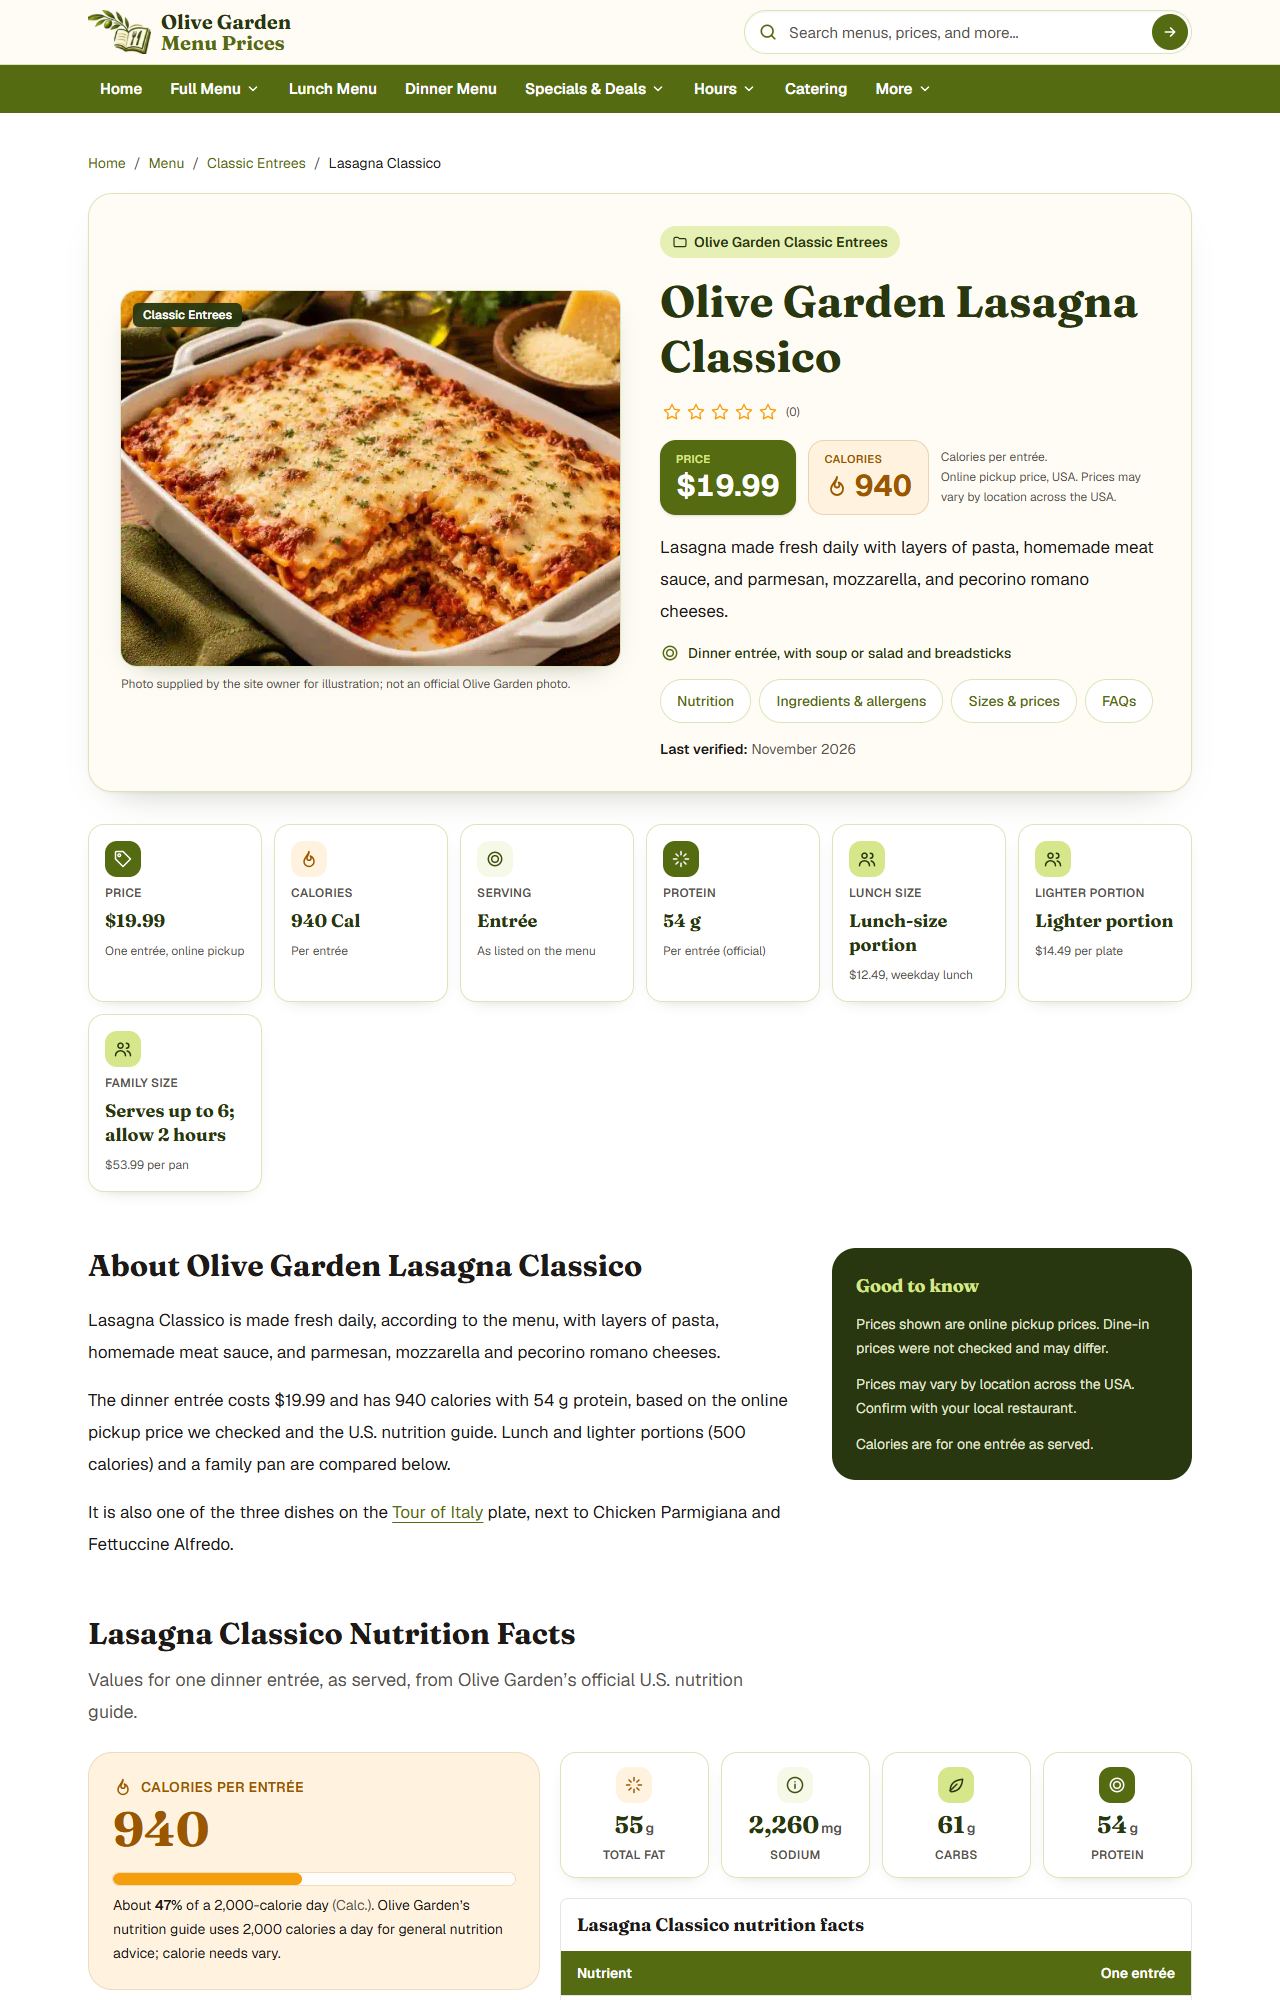 Olive Garden
Menu Prices
Search menus, prices, and more...
Home
Full Menu
Lunch Menu
Dinner Menu
Specials & Deals
Hours
Catering
More
Home / Menu / Classic Entrees / Lasagna Classico
Classic Entrees
Photo supplied by the site owner for illustration; not an official Olive Garden photo.
Olive Garden Classic Entrees
Olive Garden Lasagna
Classico
(0)
PRICE
$19.99
CALORIES
940
Calories per entrée.
Online pickup price, USA. Prices may
vary by location across the USA.
Lasagna made fresh daily with layers of pasta, homemade meat
sauce, and parmesan, mozzarella, and pecorino romano
cheeses.
Dinner entrée, with soup or salad and breadsticks
Nutrition
Ingredients & allergens
Sizes & prices
FAQs
Last verified: November 2026
PRICE
$19.99
One entrée, online pickup
CALORIES
940 Cal
Per entrée
SERVING
Entrée
As listed on the menu
PROTEIN
54 g
Per entrée (official)
LUNCH SIZE
Lunch-size
portion
$12.49, weekday lunch
LIGHTER PORTION
Lighter portion
$14.49 per plate
FAMILY SIZE
Serves up to 6;
allow 2 hours
$53.99 per pan
About Olive Garden Lasagna Classico
Lasagna Classico is made fresh daily, according to the menu, with layers of pasta,
homemade meat sauce, and parmesan, mozzarella and pecorino romano cheeses.
The dinner entrée costs $19.99 and has 940 calories with 54 g protein, based on the online
pickup price we checked and the U.S. nutrition guide. Lunch and lighter portions (500
calories) and a family pan are compared below.
It is also one of the three dishes on the Tour of Italy plate, next to Chicken Parmigiana and
Fettuccine Alfredo.
Good to know
Prices shown are online pickup prices. Dine-in
prices were not checked and may differ.
Prices may vary by location across the USA.
Confirm with your local restaurant.
Calories are for one entrée as served.
Lasagna Classico Nutrition Facts
Values for one dinner entrée, as served, from Olive Garden’s official U.S. nutrition
guide.
CALORIES PER ENTRÉE
940
About 47% of a 2,000-calorie day (Calc.). Olive Garden’s
nutrition guide uses 2,000 calories a day for general nutrition
advice; calorie needs vary.
55 g
TOTAL FAT
2,260 mg
SODIUM
61 g
CARBS
54 g
PROTEIN
Lasagna Classico nutrition facts
Nutrient
One entrée